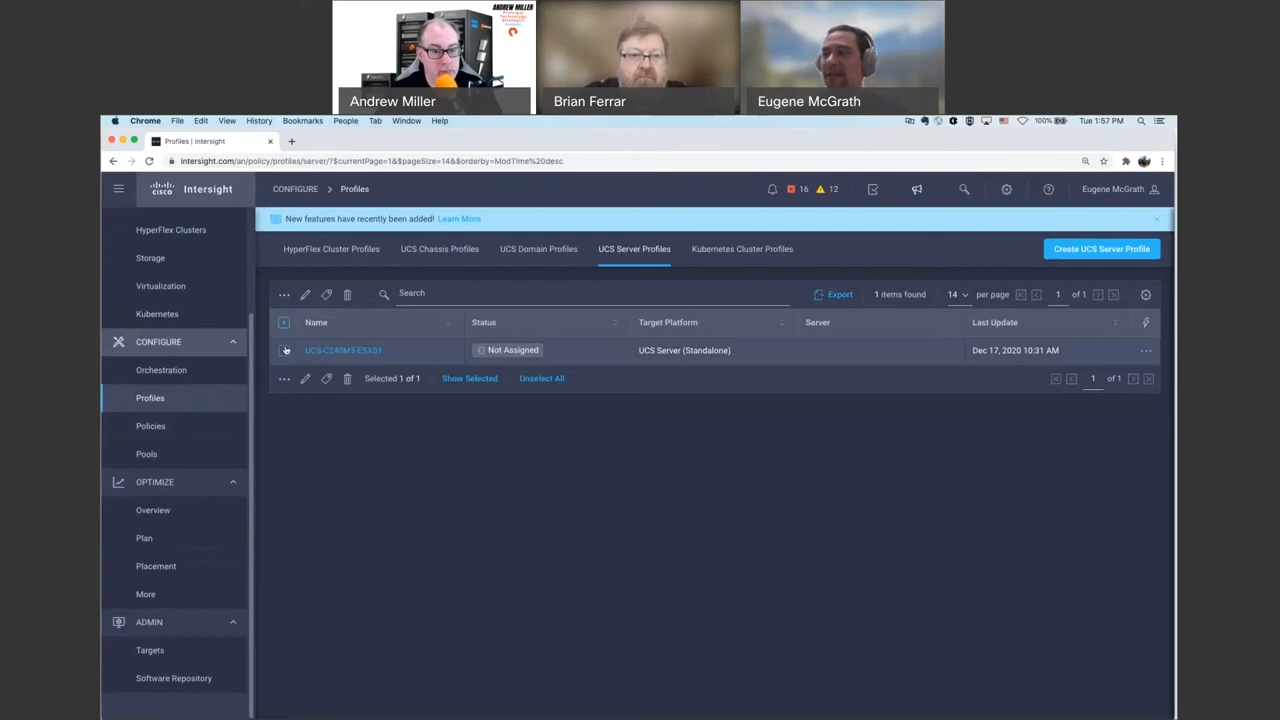 ANDREW MILLER
Principal
Technology
Strategist
Andrew Miller
Brian Ferrar
Eugene McGrath
Chrome File Edit View History Bookmarks People Tab Window Help
100% Tue 1:57 PM
Profiles | Intersight
intersight.com/an/policy/profiles/server/?$currentPage=1&$pageSize=14&$orderby=ModTime%20desc
CISCO Intersight
CONFIGURE > Profiles
16 12
Eugene McGrath
New features have recently been added! Learn More
HyperFlex Clusters
Storage
Virtualization
Kubernetes
CONFIGURE
Orchestration
Profiles
Policies
Pools
OPTIMIZE
Overview
Plan
Placement
More
ADMIN
Targets
Software Repository
HyperFlex Cluster Profiles UCS Chassis Profiles UCS Domain Profiles UCS Server Profiles Kubernetes Cluster Profiles
Create UCS Server Profile
... Search Export 1 items found 14 per page 1 of 1
Name Status Target Platform Server Last Update
UCS-C240M5-ESX01 Not Assigned UCS Server (Standalone) Dec 17, 2020 10:31 AM ...
... Selected 1 of 1 Show Selected Unselect All 1 of 1